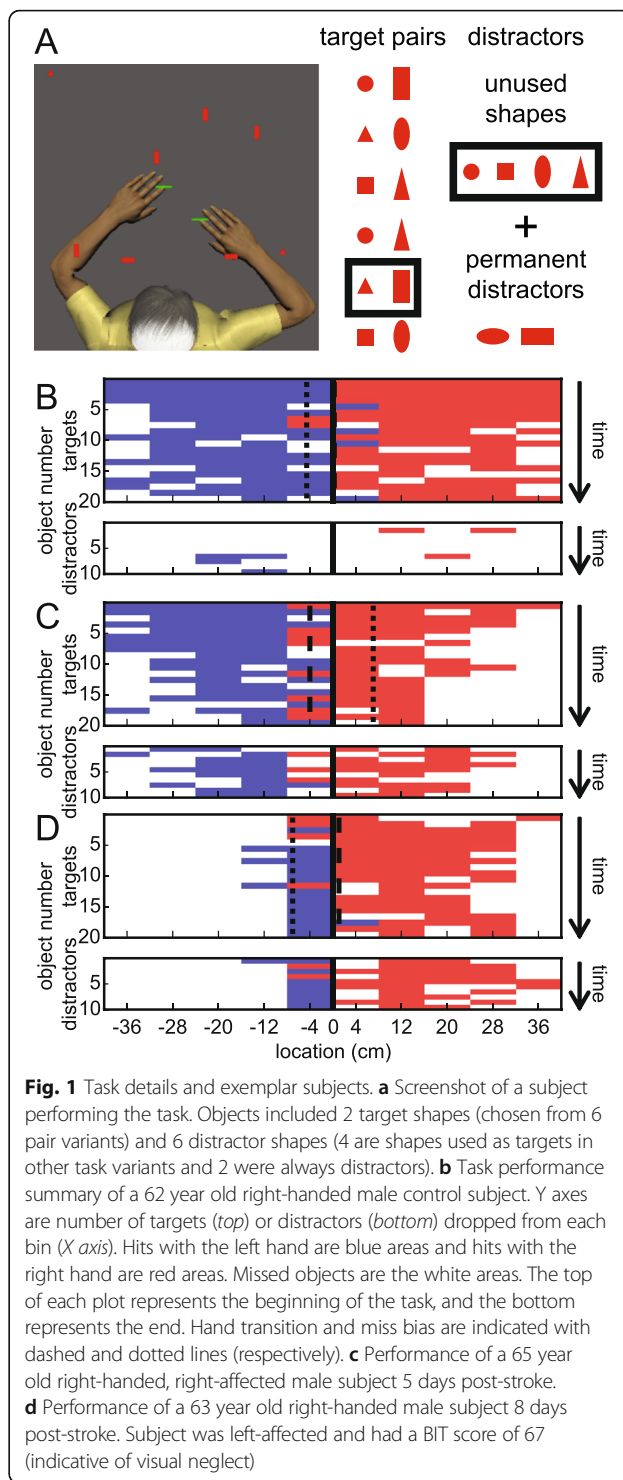 A
target pairs
distractors
unused
shapes
+
permanent
distractors
B
object number
targets
distractors
5
10
15
20
5
10
time
time
C
object number
targets
distractors
5
10
15
20
5
10
time
time
D
object number
targets
distractors
5
10
15
20
5
10
time
time
-36 -28 -20 -12 -4 0 4 12 20 28 36
location (cm)
Fig. 1 Task details and exemplar subjects. a Screenshot of a subject
performing the task. Objects included 2 target shapes (chosen from 6
pair variants) and 6 distractor shapes (4 are shapes used as targets in
other task variants and 2 were always distractors). b Task performance
summary of a 62 year old right-handed male control subject. Y axes
are number of targets (top) or distractors (bottom) dropped from each
bin (X axis). Hits with the left hand are blue areas and hits with the
right hand are red areas. Missed objects are the white areas. The top
of each plot represents the beginning of the task, and the bottom
represents the end. Hand transition and miss bias are indicated with
dashed and dotted lines (respectively). c Performance of a 65 year
old right-handed, right-affected male subject 5 days post-stroke.
d Performance of a 63 year old right-handed male subject 8 days
post-stroke. Subject was left-affected and had a BIT score of 67
(indicative of visual neglect)